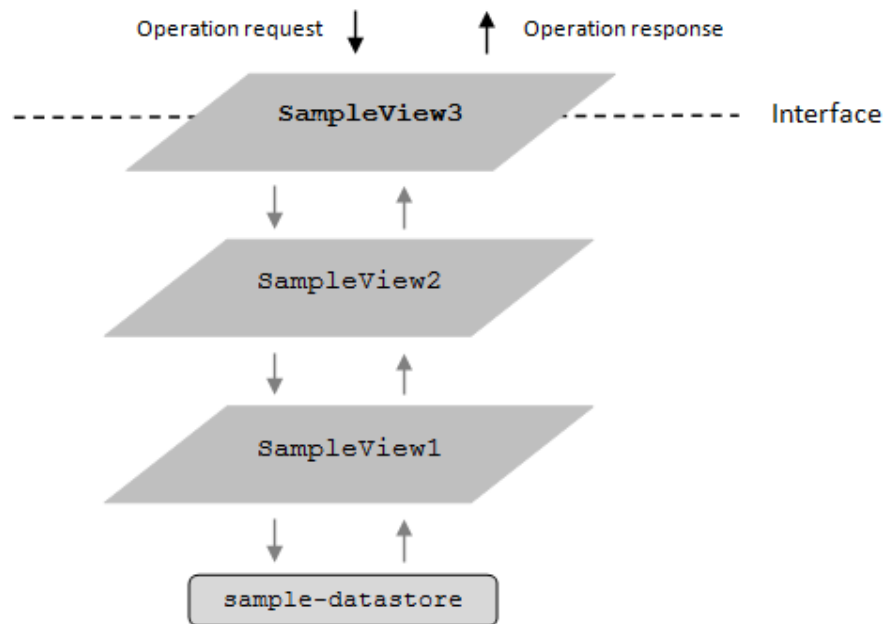 Operation request
Operation response
SampleView3
Interface
SampleView2
SampleView1
sample-datastore